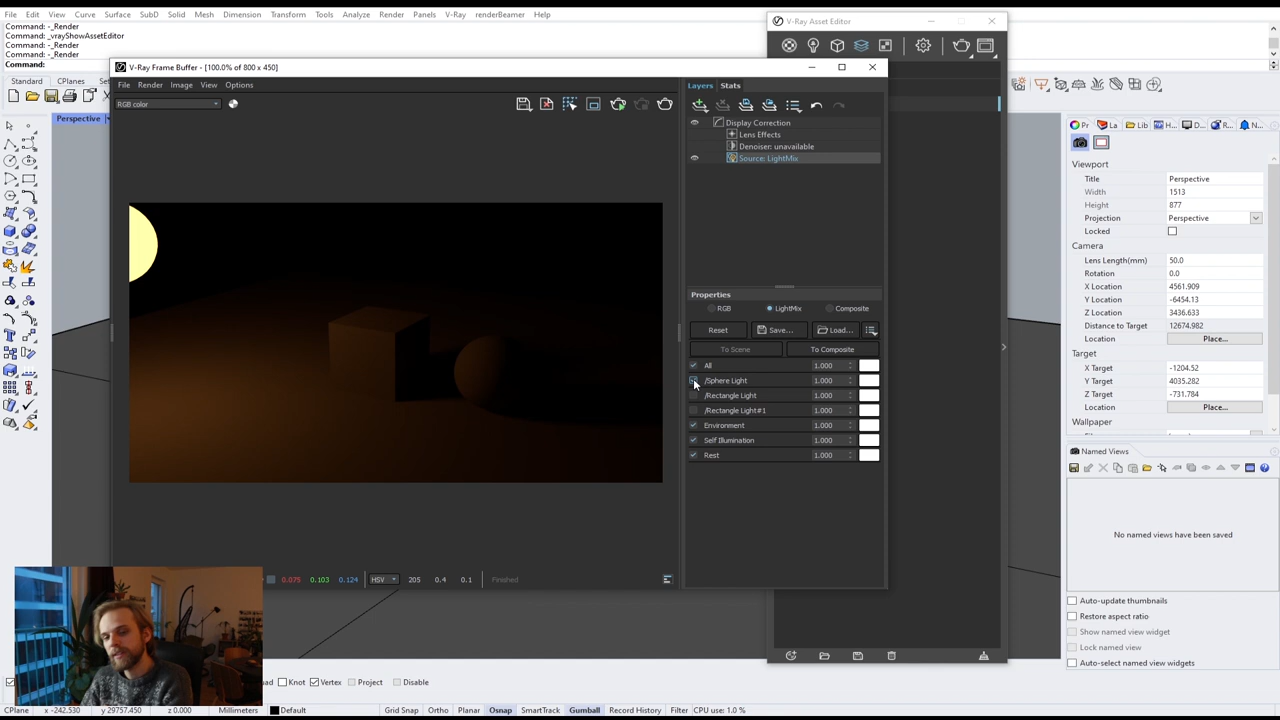 File Edit View Curve Surface SubD Solid Mesh Dimension Transform Tools Analyze Render Panels V-Ray renderBeamer Window Help
Command: -_Render
Command: _vrayShowAssetEditor
Command: -_Render
Command: -_Render
Command:
V-Ray Asset Editor
V-Ray Frame Buffer - [100.0% of 800 x 450]
Standard CPlanes
File Render Image View Options
RGB color
Layers Stats
Display Correction
Lens Effects
Denoiser: unavailable
Source: LightMix
Properties
RGB LightMix Composite
Reset Save... Load...
To Scene To Composite
All 1.000
/Sphere Light 1.000
/Rectangle Light 1.000
/Rectangle Light#1 1.000
Environment 1.000
Self Illumination 1.000
Rest 1.000
0.075 0.103 0.124 HSV 205 0.4 0.1 Finished
Perspective
Pr La Lib H... D... R... N...
Viewport
Title Perspective
Width 1513
Height 877
Projection Perspective
Locked
Camera
Lens Length(mm) 50.0
Rotation 0.0
X Location 4561.909
Y Location -6454.13
Z Location 3436.633
Distance to Target 12674.982
Location Place...
Target
X Target -1204.52
Y Target 4035.282
Z Target -731.784
Location Place...
Wallpaper
Named Views
No named views have been saved
Auto-update thumbnails
Restore aspect ratio
Show named view widget
Lock named view
Auto-select named view widgets
Knot Vertex Project Disable
CPlane x -242.530 y 29757.450 z 0.000 Millimeters Default Grid Snap Ortho Planar Osnap SmartTrack Gumball Record History Filter CPU use: 1.0 %